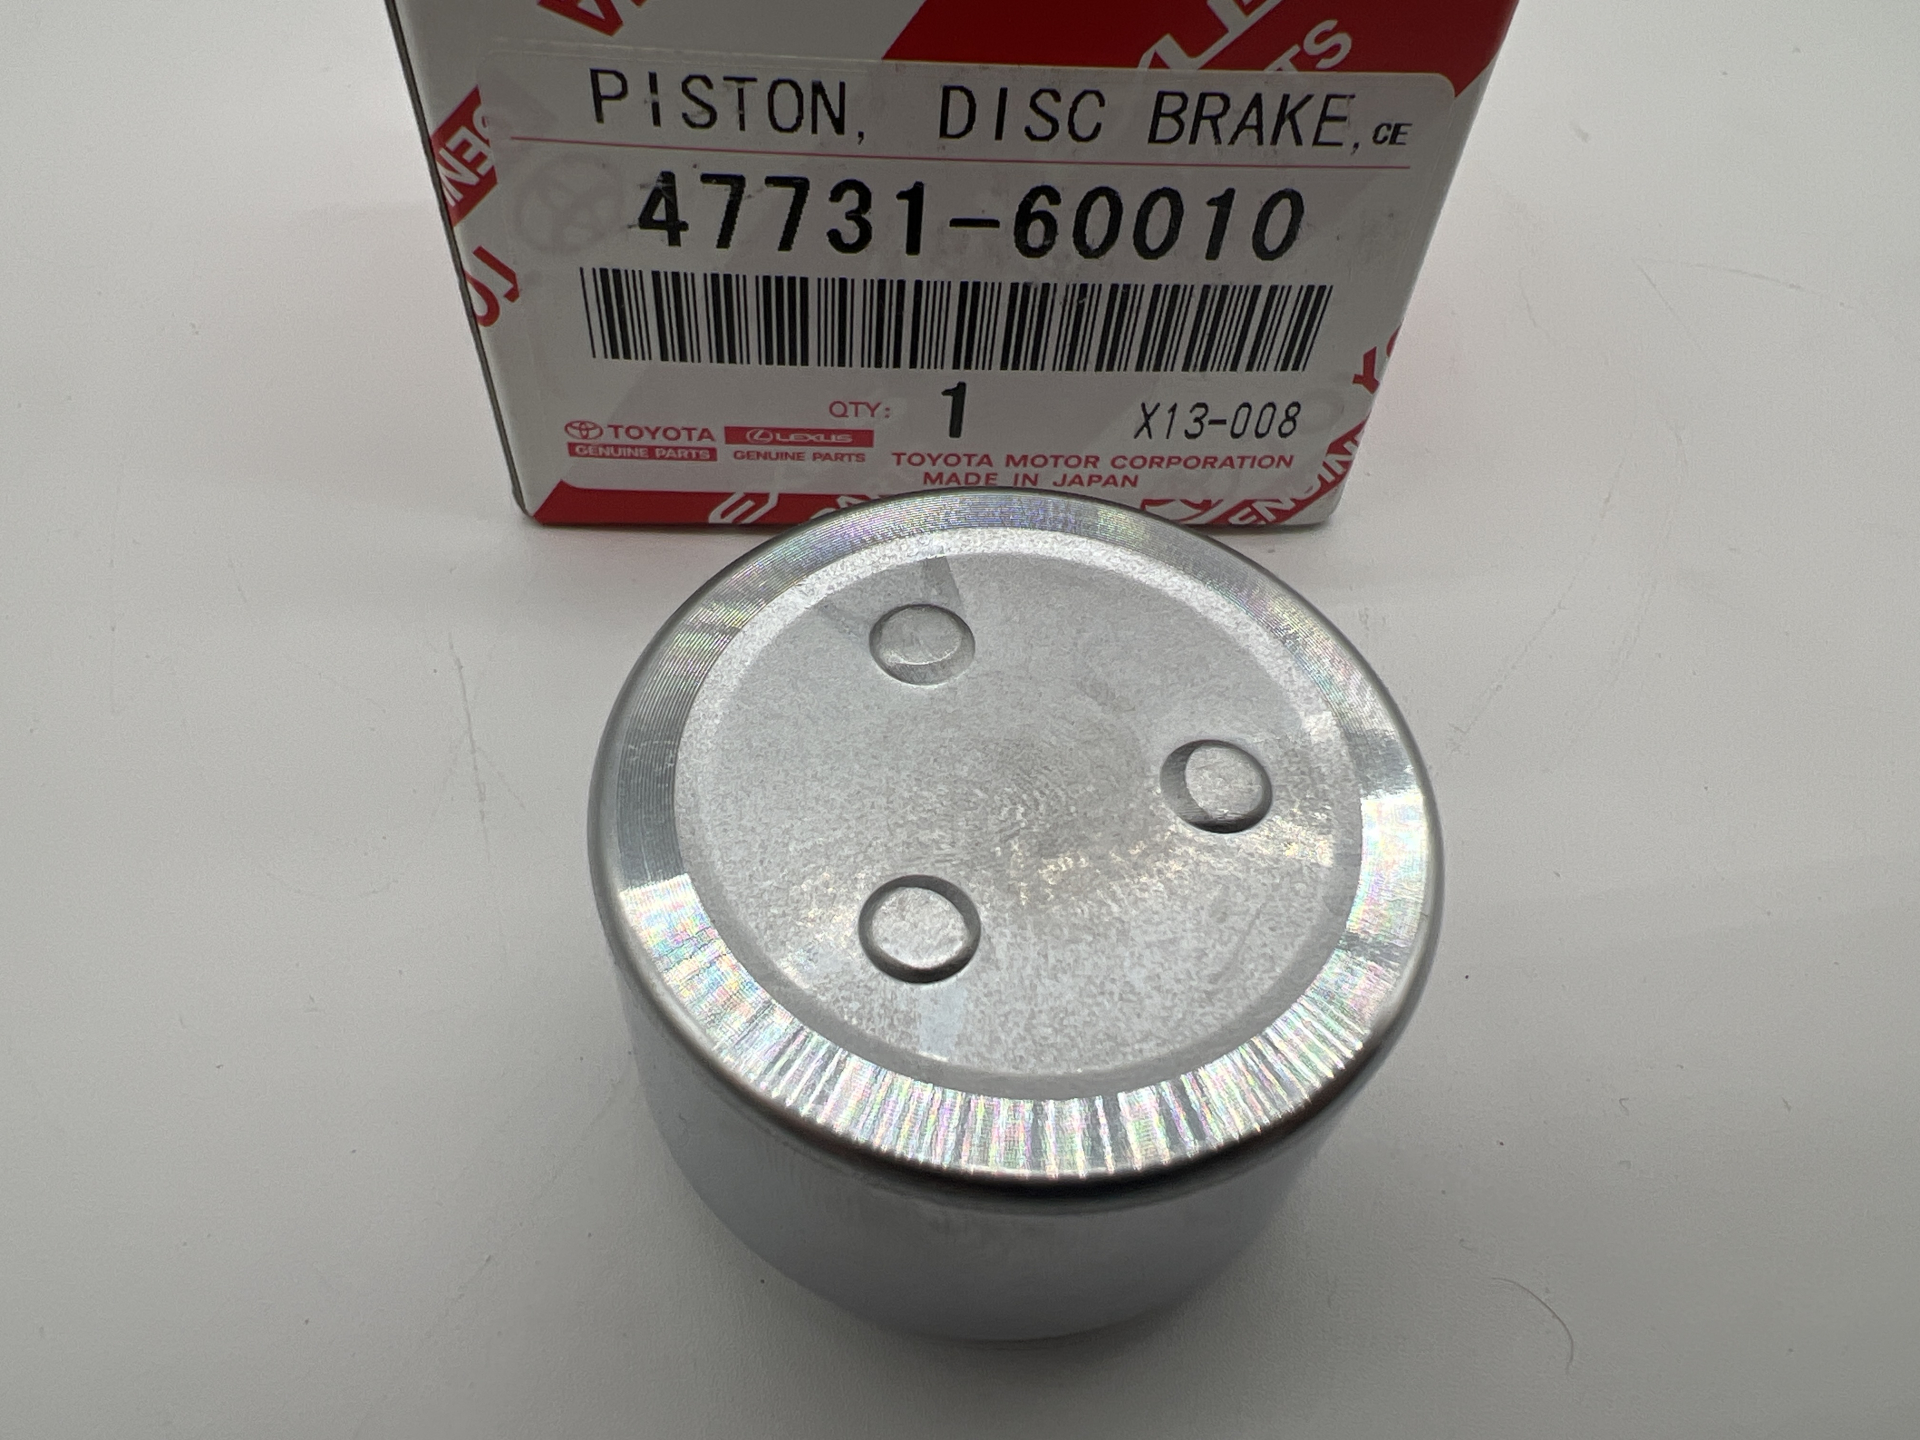 PISTON, DISC BRAKE, CE
47731-60010
QTY: 1 X13-008
TOYOTA LEXUS
GENUINE PARTS GENUINE PARTS
TOYOTA MOTOR CORPORATION
MADE IN JAPAN